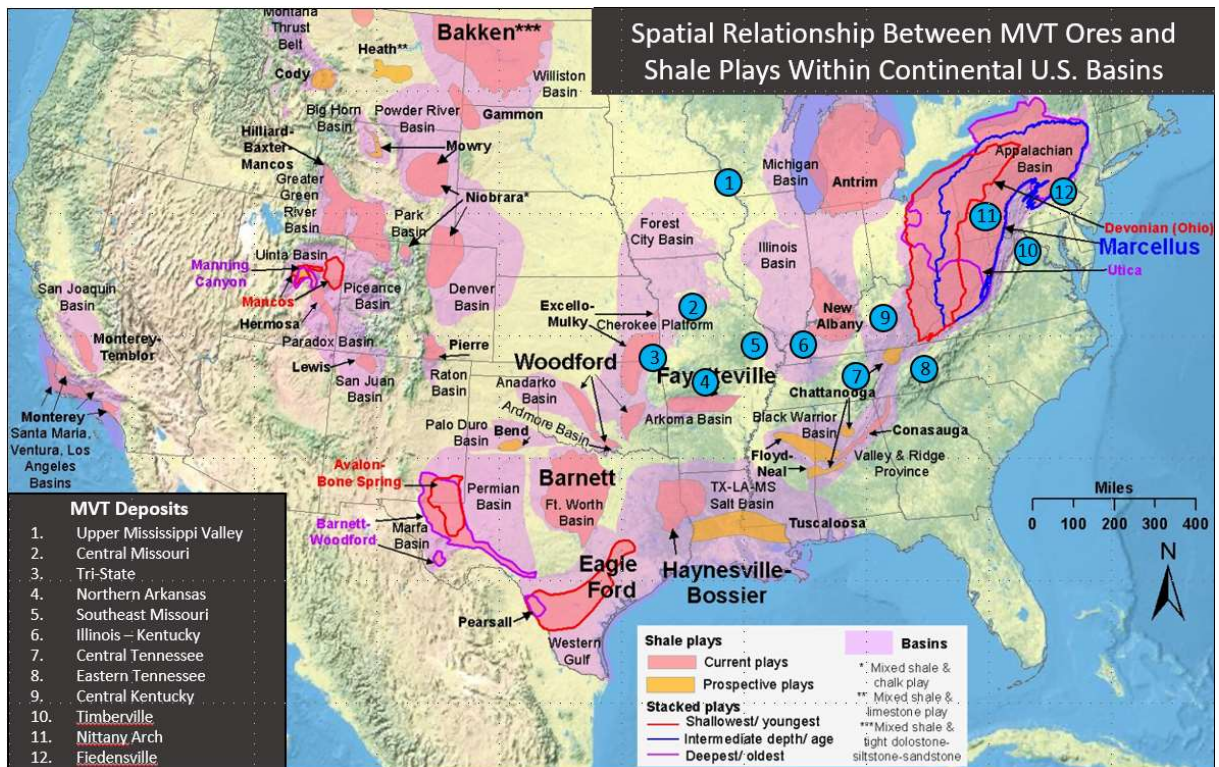 Spatial Relationship Between MVT Ores and
Shale Plays Within Continental U.S. Basins
Montana
Thrust
Belt
Bakken***
Heath**
Cody
Williston
Basin
Big Horn
Basin
Powder River
Basin
Gammon
Hilliard-
Baxter-
Mancos
Mowry
Greater
Green
River
Basin
Niobrara*
Park
Basin
Michigan
Basin
Antrim
Appalachian
Basin
1
12
11
10
Devonian (Ohio)
Marcellus
Utica
Forest
City Basin
Illinois
Basin
Uinta Basin
Manning
Canyon
Mancos
Piceance
Basin
Hermosa
Paradox Basin
Denver
Basin
San Joaquin
Basin
Monterey-
Temblor
Excello-
Mulky
Cherokee Platform
2
New
Albany
9
Lewis
San Juan
Basin
Pierre
Raton
Basin
Woodford
3
5
6
Fayetteville
4
7
8
Anadarko
Basin
Chattanooga
Monterey
Santa Maria,
Ventura, Los
Angeles
Basins
Palo Duro
Basin
Bend
Ardmore Basin
Arkoma Basin
Black Warrior
Basin
Conasauga
Floyd-
Neal
Valley & Ridge
Province
Avalon-
Bone Spring
Permian
Basin
Barnett
Ft. Worth
Basin
TX-LA-MS
Salt Basin
Tuscaloosa
Barnett-
Woodford
Marfa
Basin
Eagle
Ford
Haynesville-
Bossier
Pearsall
Western
Gulf
Miles
0 100 200 300 400
N
MVT Deposits
1. Upper Mississippi Valley
2. Central Missouri
3. Tri-State
4. Northern Arkansas
5. Southeast Missouri
6. Illinois – Kentucky
7. Central Tennessee
8. Eastern Tennessee
9. Central Kentucky
10. Timberville
11. Nittany Arch
12. Fiedensville
Shale plays
Current plays
Prospective plays
Stacked plays
Shallowest/ youngest
Intermediate depth/ age
Deepest/ oldest
Basins
* Mixed shale &
chalk play
** Mixed shale &
limestone play
***Mixed shale &
tight dolostone-
siltstone-sandstone